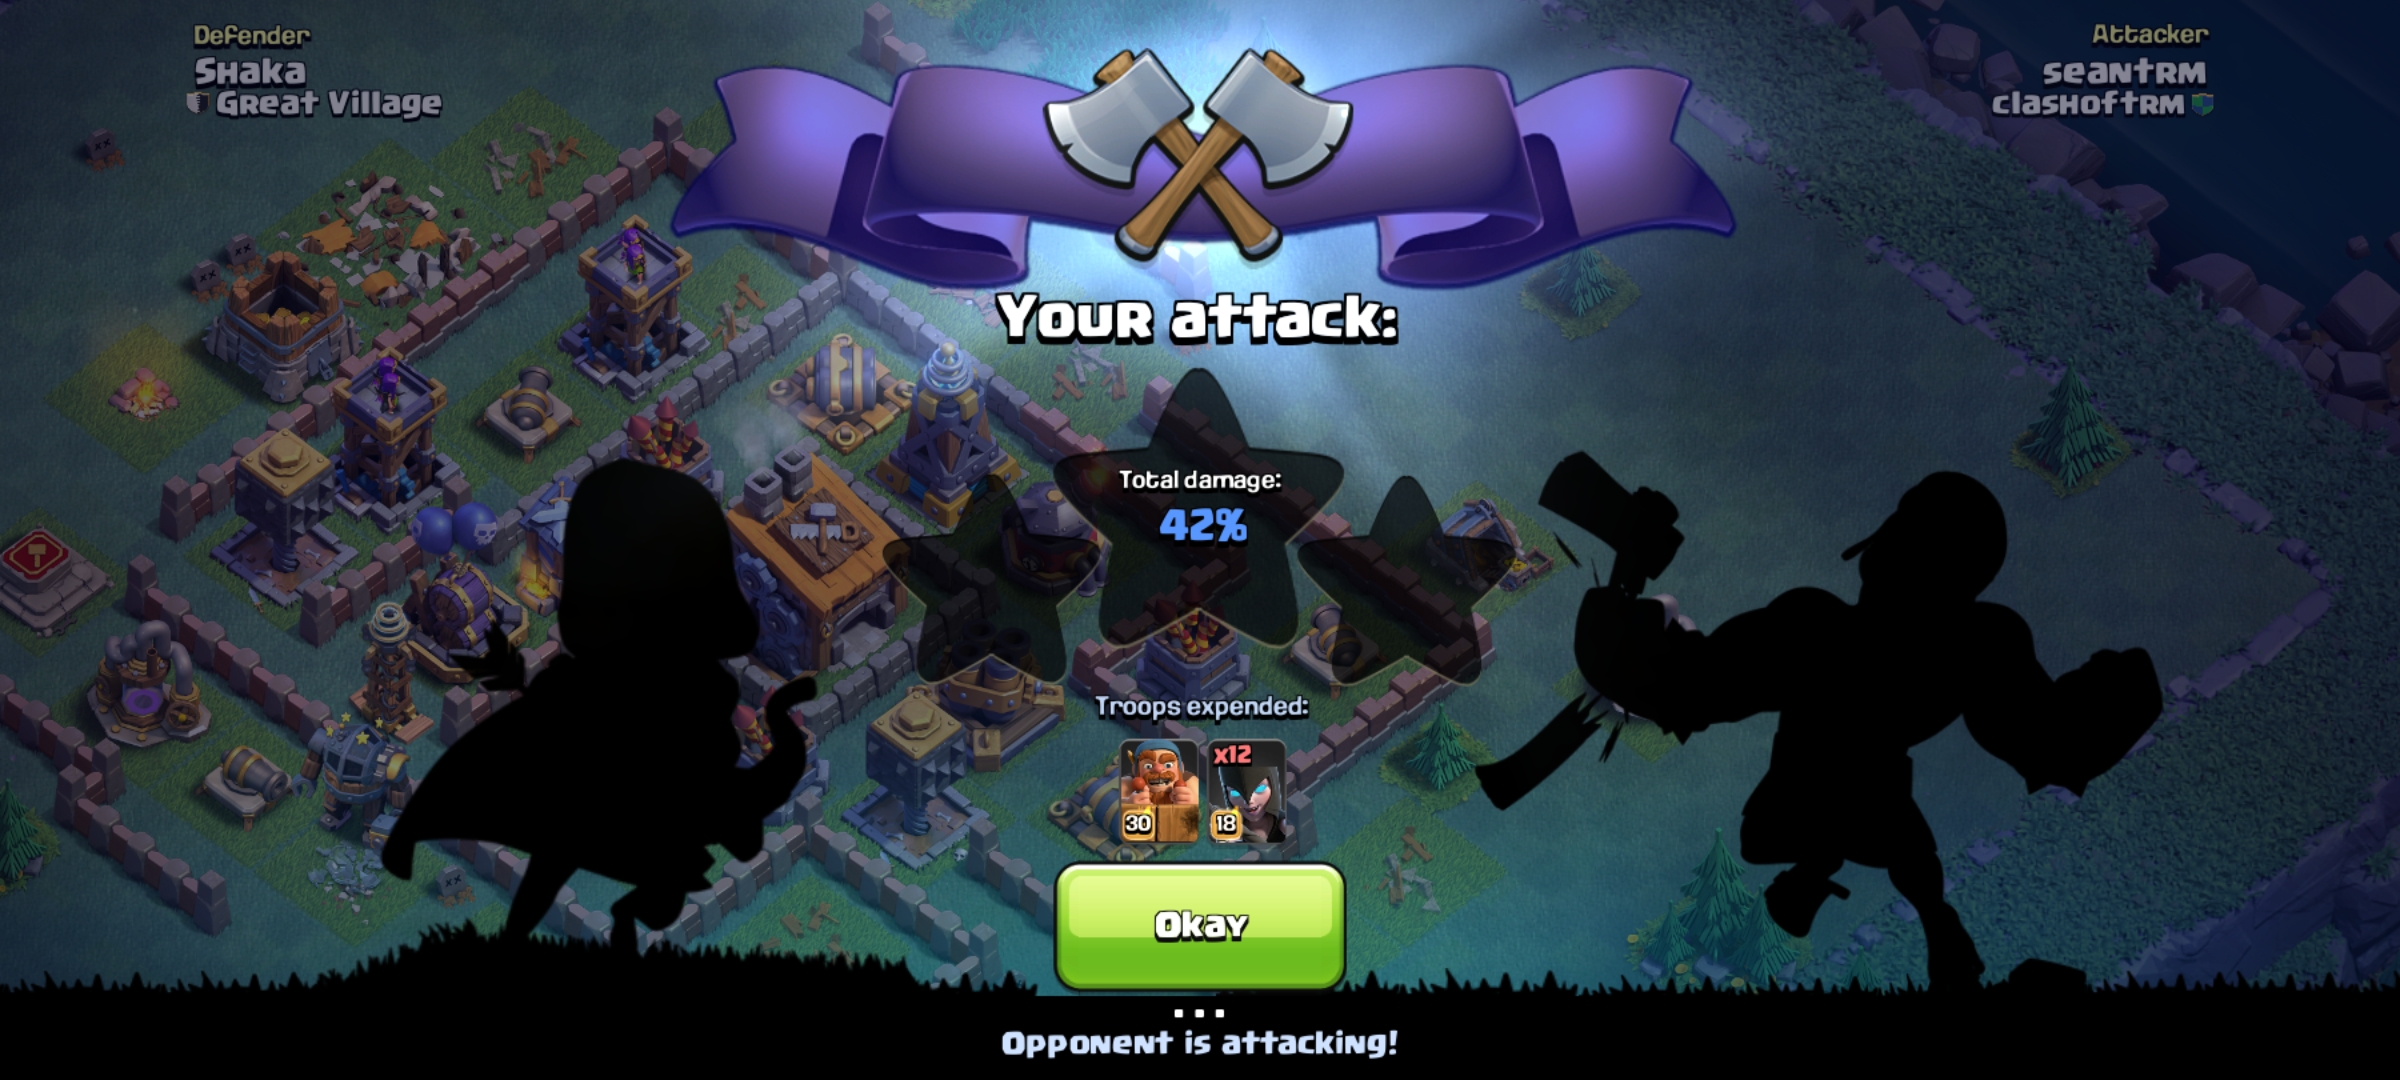 Defender
Shaka
Great Village
Attacker
seantrm
clashoftrm
Your attack:
Total damage:
42%
Troops expended:
x12
30
18
Okay
...
Opponent is attacking!